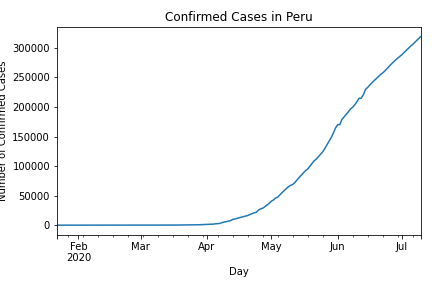 Confirmed Cases in Peru
Number of Confirmed Cases
300000
250000
200000
150000
100000
50000
0
Feb Mar Apr May Jun Jul
2020
Day